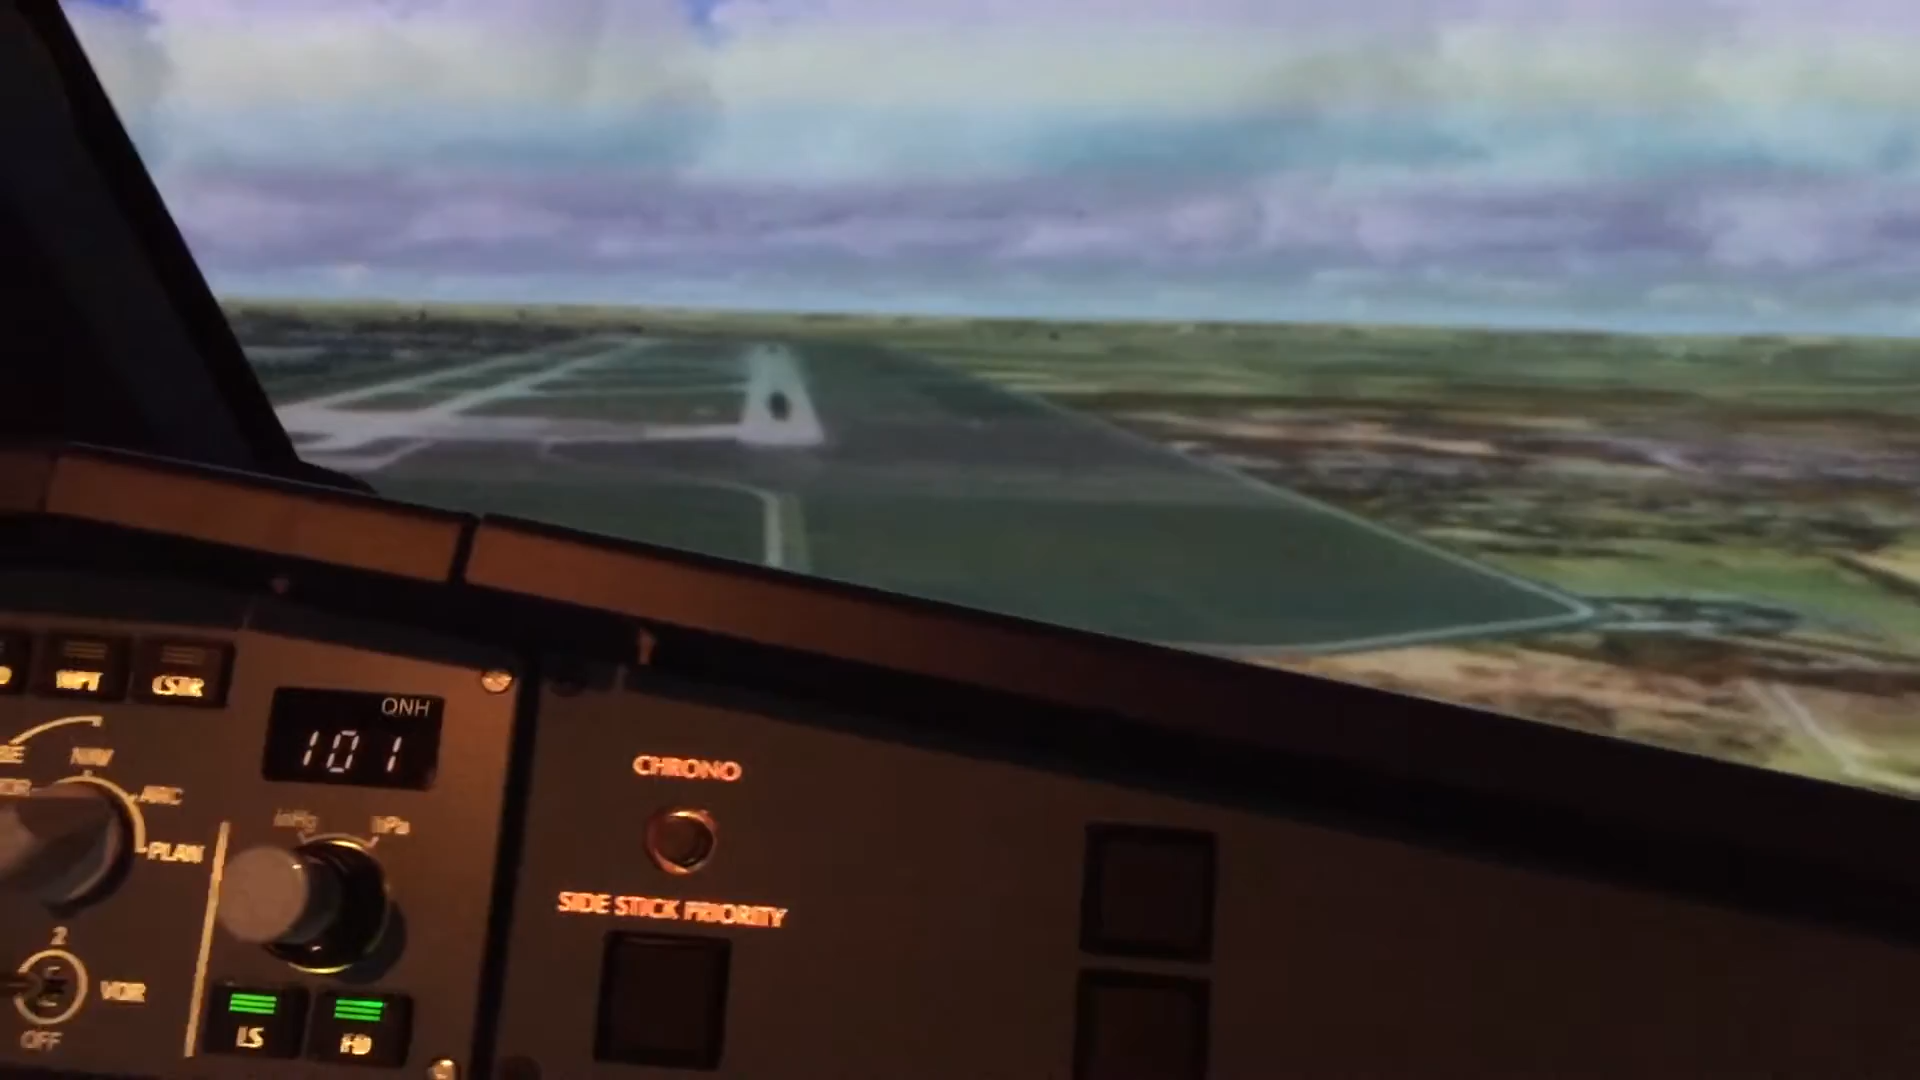 WPT
CSTR
QNH
101
CHRONO
NAV
ARC
inHg
hPa
PLAN
SIDE STICK PRIORITY
2
VOR
OFF
LS
FD